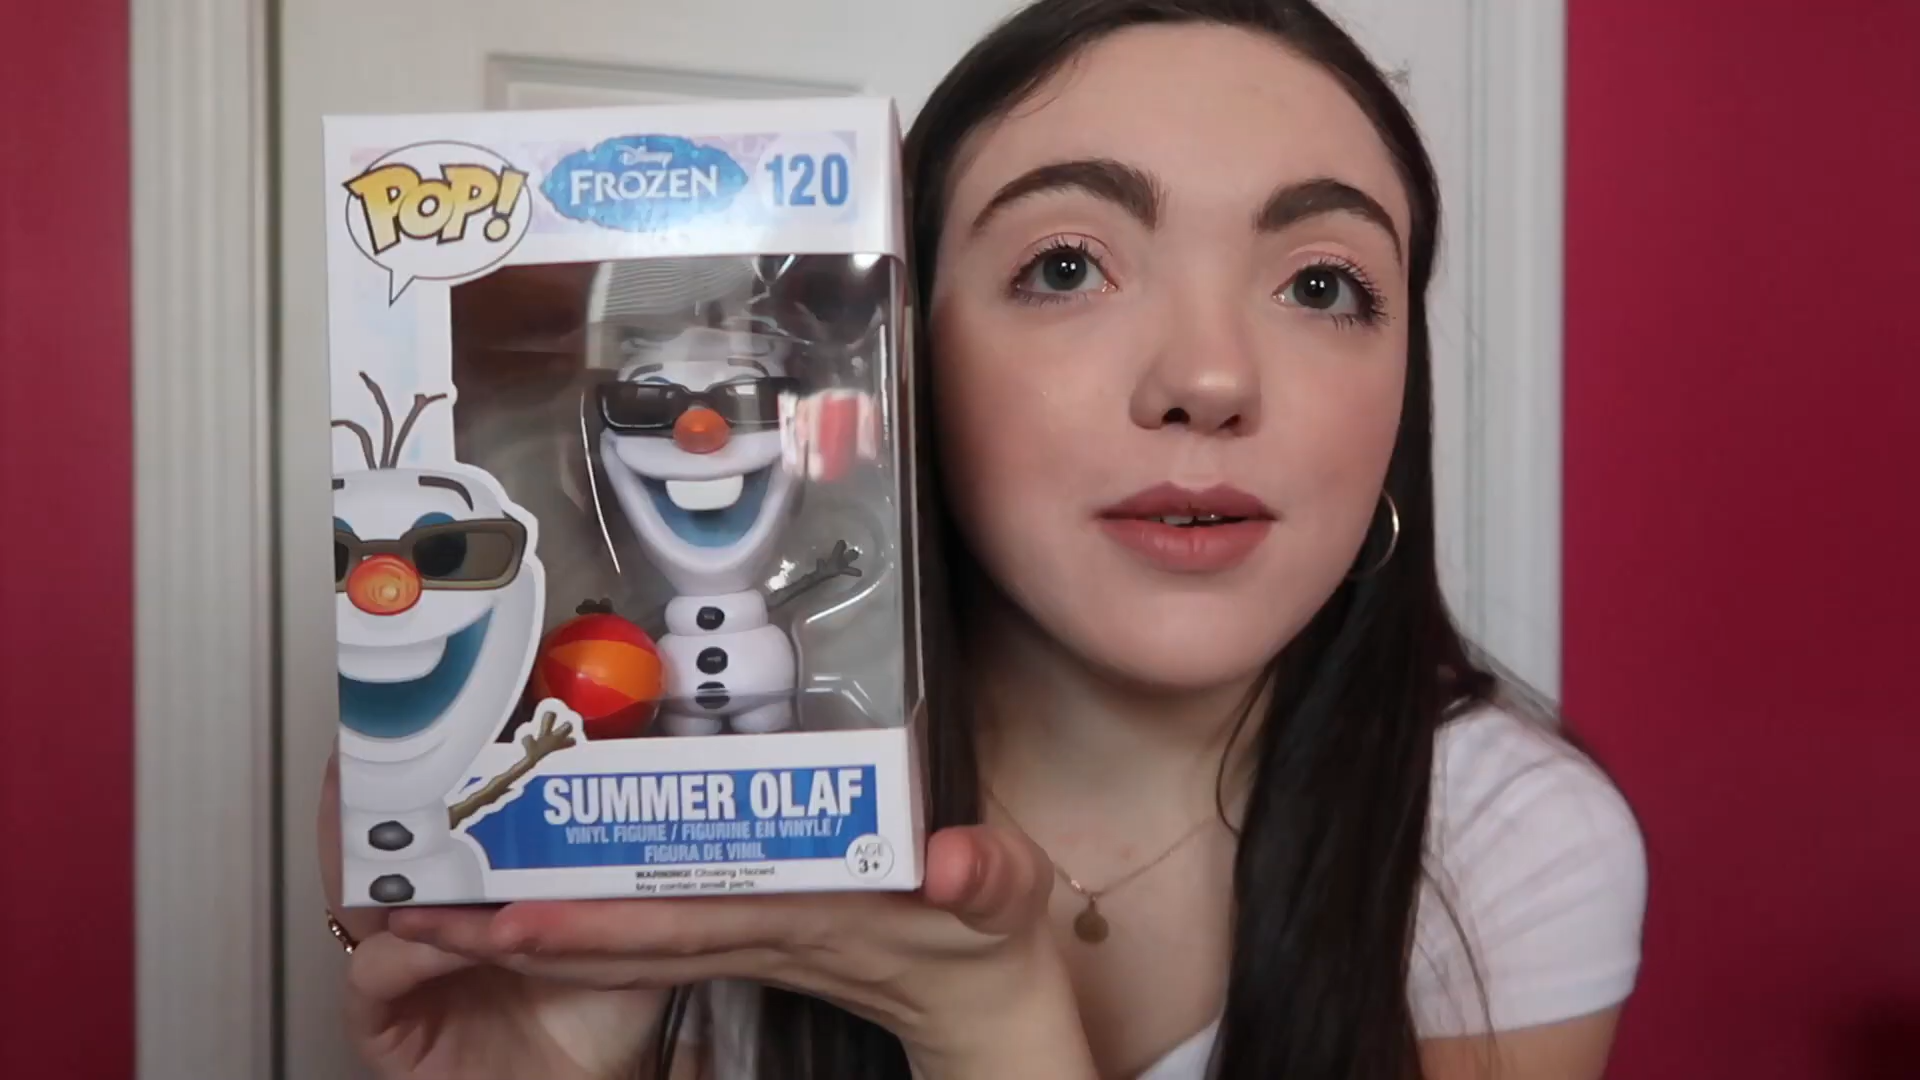 POP!
Disney
FROZEN
120
SUMMER OLAF
VINYL FIGURE / FIGURINE EN VINYLE /
FIGURA DE VINIL
AGE
3+
WARNING! Choking Hazard.
May contain small parts.